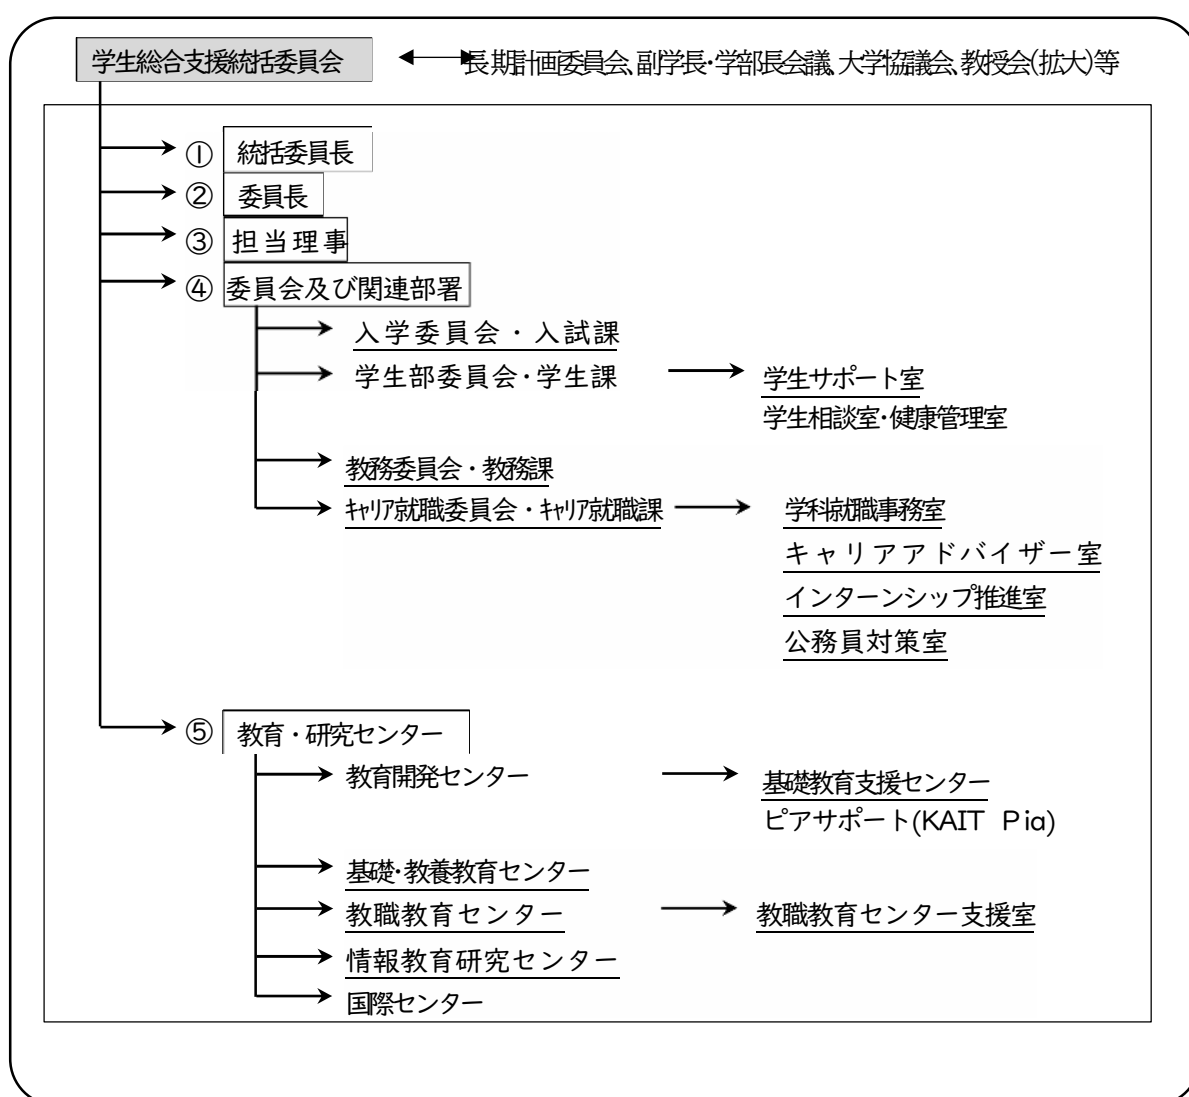 学生総合支援統括委員会 長期計画委員会、副学長・学部長会議、大学協議会、教授会(拡大)等
① 統括委員長
② 委員長
③ 担当理事
④ 委員会及び関連部署
入学委員会・入試課
学生部委員会・学生課 学生サポート室
学生相談室・健康管理室
教務委員会・教務課
キャリア就職委員会・キャリア就職課 学科就職事務室
キャリアアドバイザー室
インターンシップ推進室
公務員対策室
⑤ 教育・研究センター
教育開発センター 基礎教育支援センター
ピアサポート(KAIT Pia)
基礎・教養教育センター
教職教育センター 教職教育センター支援室
情報教育研究センター
国際センター